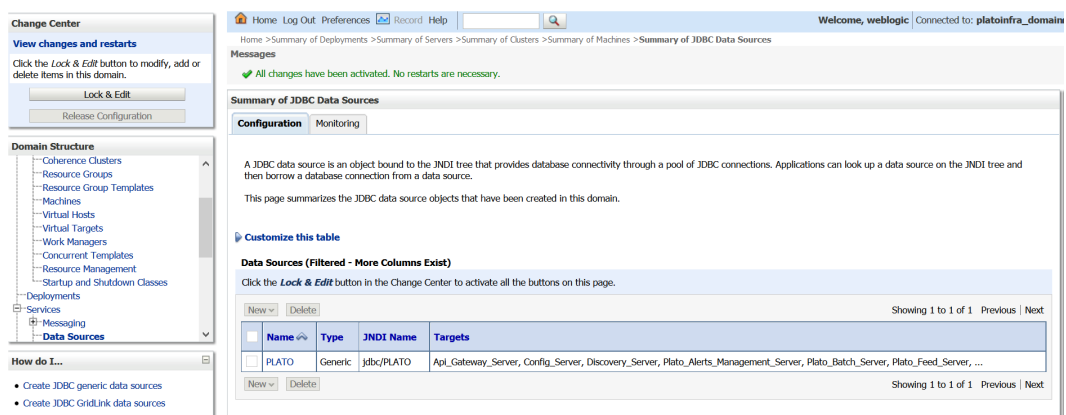 Change Center
View changes and restarts
Click the Lock & Edit button to modify, add or
delete items in this domain.
Lock & Edit
Release Configuration
Domain Structure
Coherence Clusters
Resource Groups
Resource Group Templates
Machines
Virtual Hosts
Virtual Targets
Work Managers
Concurrent Templates
Resource Management
Startup and Shutdown Classes
Deployments
Services
Messaging
Data Sources
How do I...
Create JDBC generic data sources
Create JDBC GridLink data sources
Home Log Out Preferences Record Help
Welcome, weblogic Connected to: platoinfra_domain
Home >Summary of Deployments >Summary of Servers >Summary of Clusters >Summary of Machines >Summary of JDBC Data Sources
Messages
All changes have been activated. No restarts are necessary.
Summary of JDBC Data Sources
Configuration Monitoring
A JDBC data source is an object bound to the JNDI tree that provides database connectivity through a pool of JDBC connections. Applications can look up a data source on the JNDI tree and
then borrow a database connection from a data source.
This page summarizes the JDBC data source objects that have been created in this domain.
Customize this table
Data Sources (Filtered - More Columns Exist)
Click the Lock & Edit button in the Change Center to activate all the buttons on this page.
New Delete Showing 1 to 1 of 1 Previous | Next
Name Type JNDI Name Targets
PLATO Generic jdbc/PLATO Api_Gateway_Server, Config_Server, Discovery_Server, Plato_Alerts_Management_Server, Plato_Batch_Server, Plato_Feed_Server, ...
New Delete Showing 1 to 1 of 1 Previous | Next